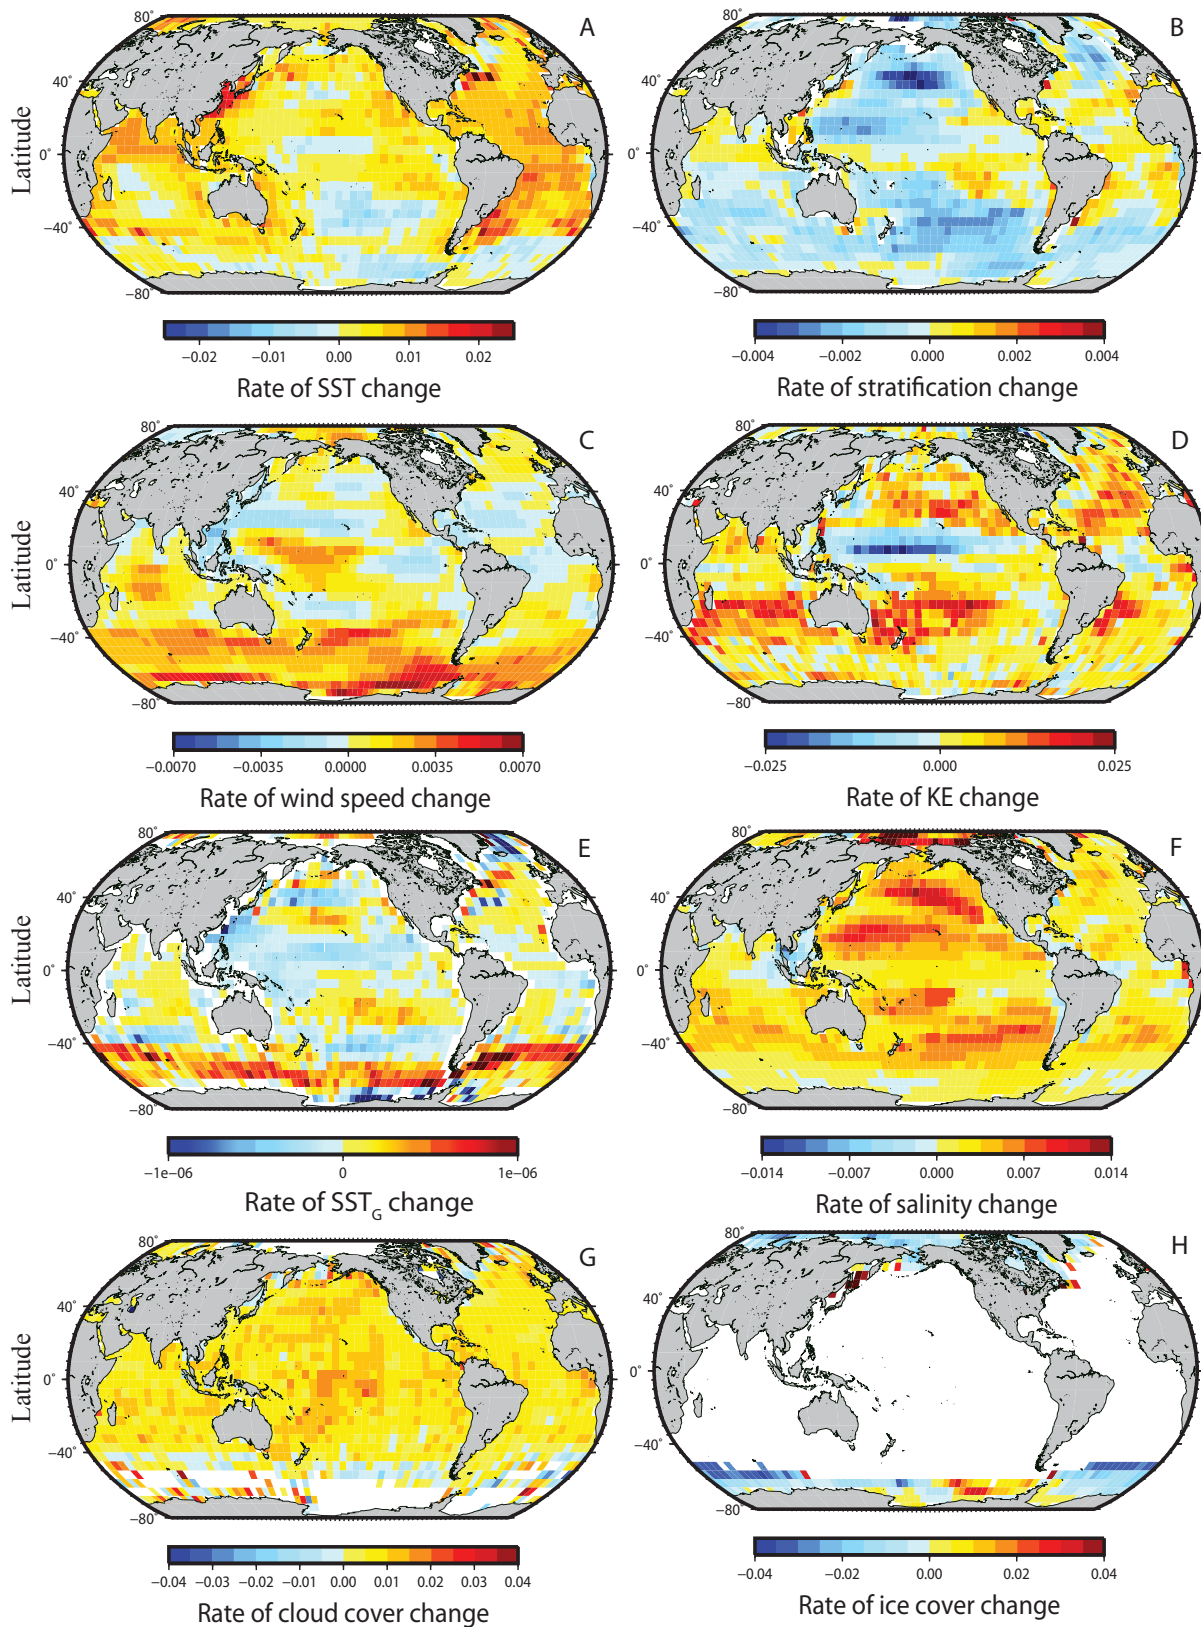 A
80°
40°
0°
−40°
−80°
Latitude
−0.02 −0.01 0.00 0.01 0.02
Rate of SST change
B
80°
40°
0°
−40°
−80°
−0.004 −0.002 0.000 0.002 0.004
Rate of stratification change
C
80°
40°
0°
−40°
−80°
Latitude
−0.0070 −0.0035 0.0000 0.0035 0.0070
Rate of wind speed change
D
80°
40°
0°
−40°
−80°
-0.025 0.000 0.025
Rate of KE change
E
80°
40°
0°
−40°
−80°
Latitude
−1e−06 0 1e−06
Rate of SST_G change
F
80°
40°
0°
−40°
−80°
-0.014 -0.007 0.000 0.007 0.014
Rate of salinity change
G
80°
40°
0°
−40°
−80°
Latitude
−0.04 −0.03 −0.02 −0.01 0.00 0.01 0.02 0.03 0.04
Rate of cloud cover change
H
80°
40°
0°
−40°
−80°
−0.04 −0.02 0.00 0.02 0.04
Rate of ice cover change